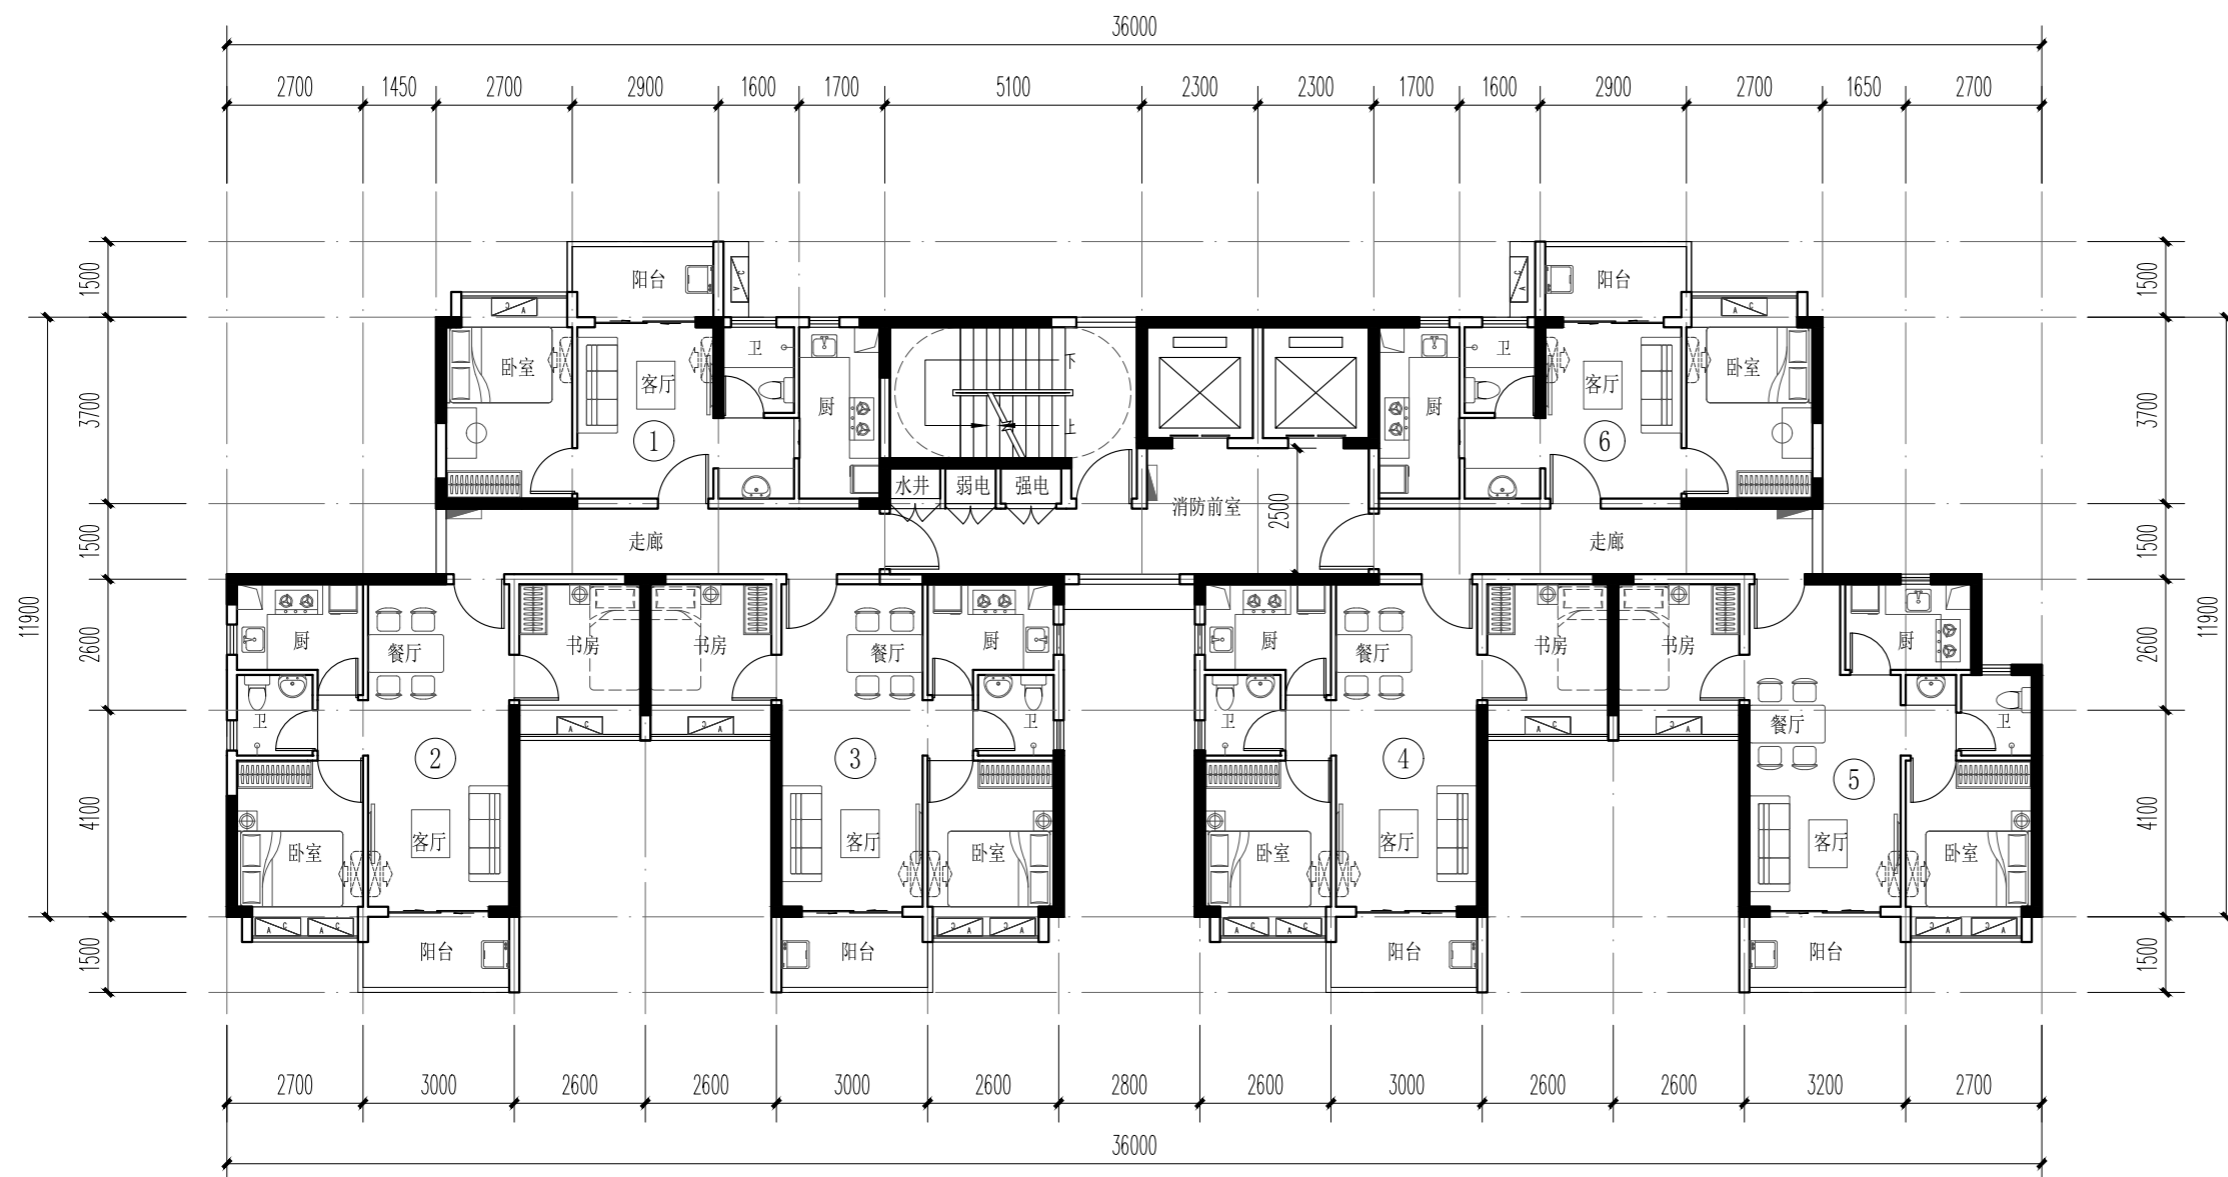 36000
2700 1450 2700 2900 1600 1700 5100 2300 2300 1700 1600 2900 2700 1650 2700
1500 阳台 阳台 1500
C A
C A
C A
C A
11900 3700 卧室 客厅 卫 厨 下 卫 客厅 卧室 3700 11900
厨 上 厨
1 6
水井 弱电 强电 消防前室 2500
1500 走廊 走廊 1500
2600 厨 餐厅 书房 书房 餐厅 厨 厨 餐厅 书房 书房 厨 2600
卫 卫 卫 餐厅 卫
C A
C A
C A
C A
2 3 4 5
4100 卧室 客厅 客厅 卧室 卧室 客厅 客厅 卧室 4100
C A
C A
C A
C A
C A
C A
C A
C A
1500 阳台 阳台 阳台 阳台 1500
2700 3000 2600 2600 3000 2600 2800 2600 3000 2600 2600 3200 2700
36000